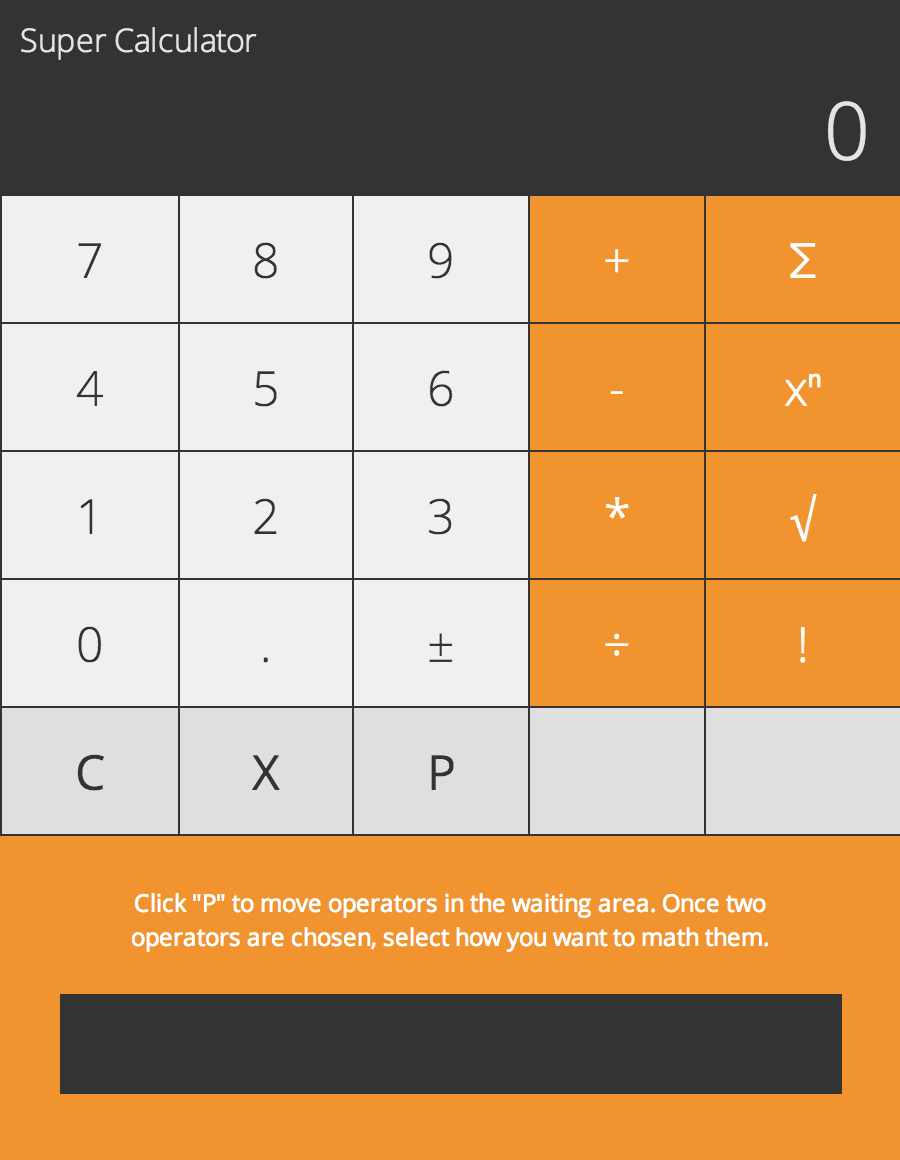 Super Calculator
0
7 8 9 + Σ
4 5 6 - xⁿ
1 2 3 * √
0 . ± ÷ !
C X P
Click "P" to move operators in the waiting area. Once two
operators are chosen, select how you want to math them.